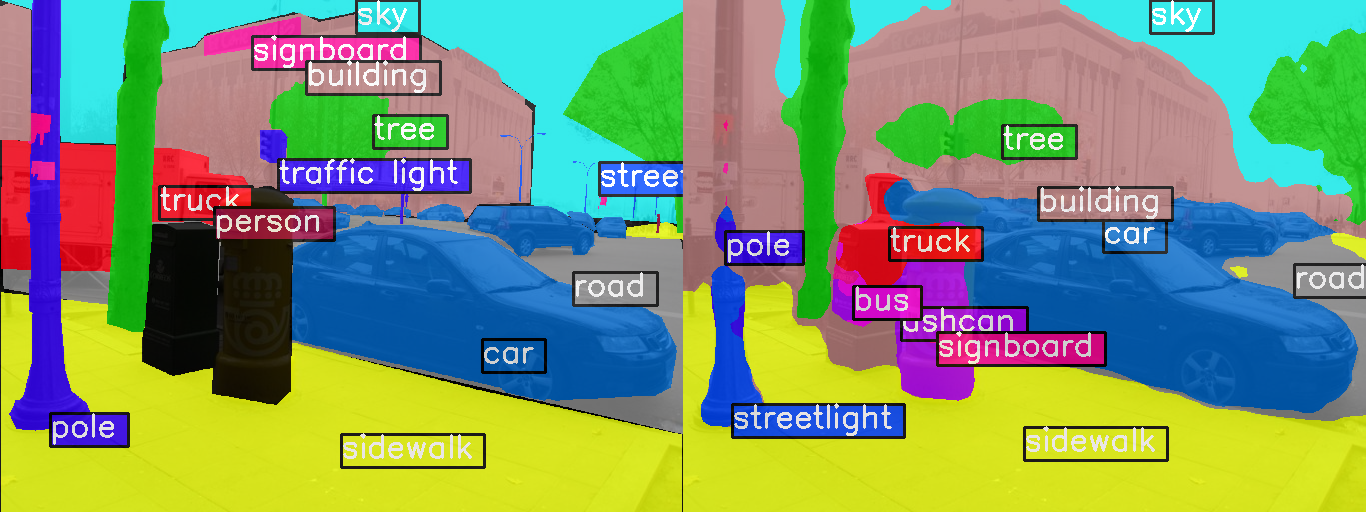 sky
signboard
building
tree
traffic light
street
truck
person
road
car
pole
sidewalk
sky
tree
building
car
pole
truck
road
bus
ashcan
signboard
streetlight
sidewalk